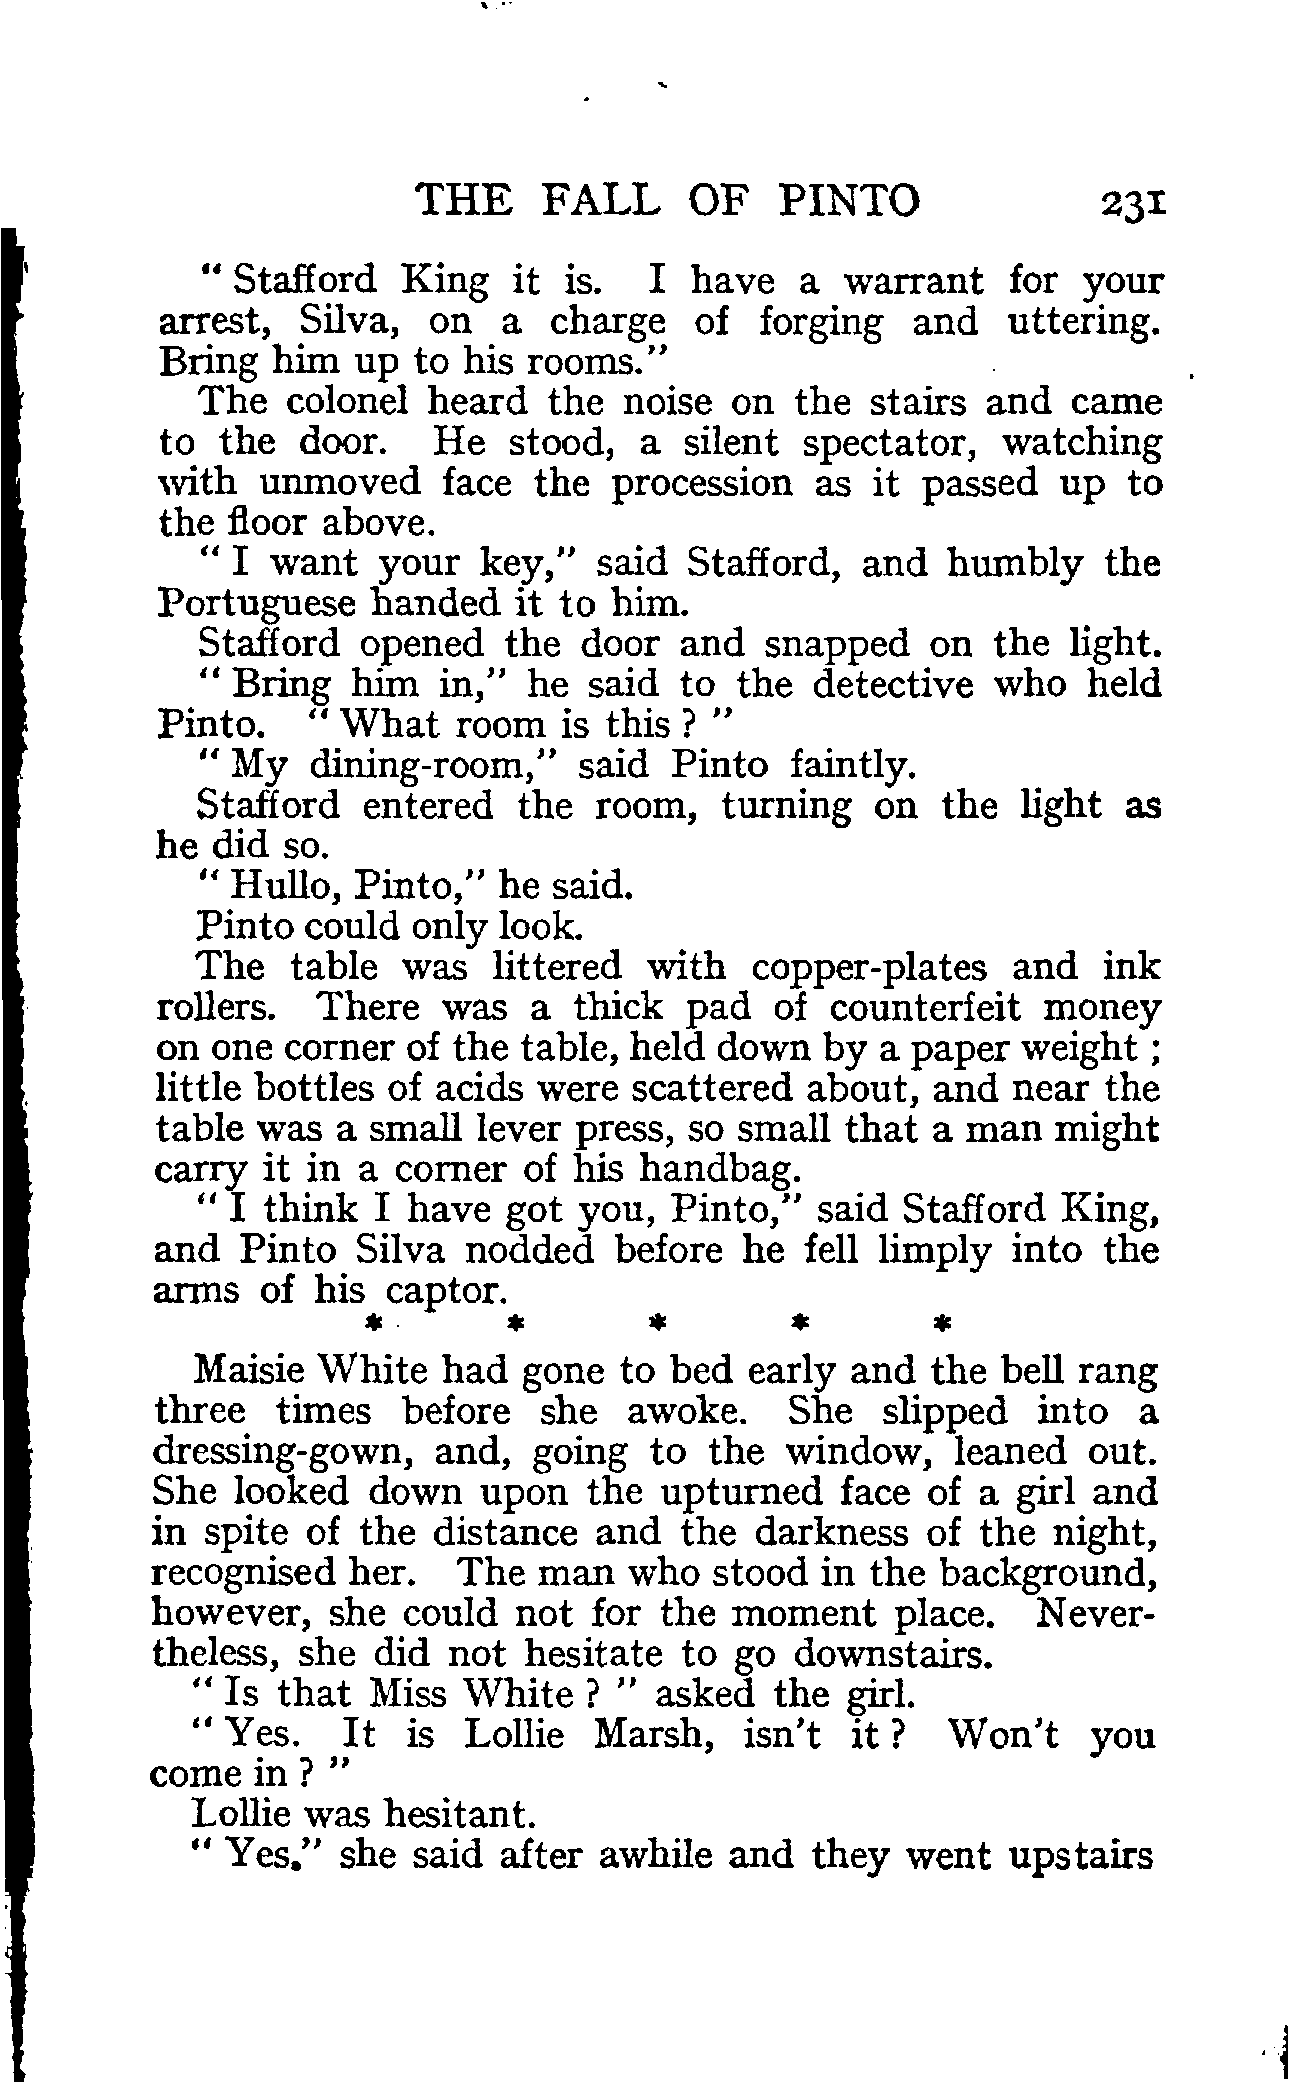 THE FALL OF PINTO 231
" Stafford King it is. I have a warrant for your
arrest, Silva, on a charge of forging and uttering.
Bring him up to his rooms."
The colonel heard the noise on the stairs and came
to the door. He stood, a silent spectator, watching
with unmoved face the procession as it passed up to
the floor above.
" I want your key," said Stafford, and humbly the
Portuguese handed it to him.
Stafford opened the door and snapped on the light.
" Bring him in," he said to the detective who held
Pinto. " What room is this ? "
" My dining-room," said Pinto faintly.
Stafford entered the room, turning on the light as
he did so.
" Hullo, Pinto," he said.
Pinto could only look.
The table was littered with copper-plates and ink
rollers. There was a thick pad of counterfeit money
on one corner of the table, held down by a paper weight ;
little bottles of acids were scattered about, and near the
table was a small lever press, so small that a man might
carry it in a corner of his handbag.
" I think I have got you, Pinto," said Stafford King,
and Pinto Silva nodded before he fell limply into the
arms of his captor.
* * * * *
Maisie White had gone to bed early and the bell rang
three times before she awoke. She slipped into a
dressing-gown, and, going to the window, leaned out.
She looked down upon the upturned face of a girl and
in spite of the distance and the darkness of the night,
recognised her. The man who stood in the background,
however, she could not for the moment place. Never-
theless, she did not hesitate to go downstairs.
" Is that Miss White ? " asked the girl.
" Yes. It is Lollie Marsh, isn't it ? Won't you
come in ? "
Lollie was hesitant.
" Yes." she said after awhile and they went upstairs